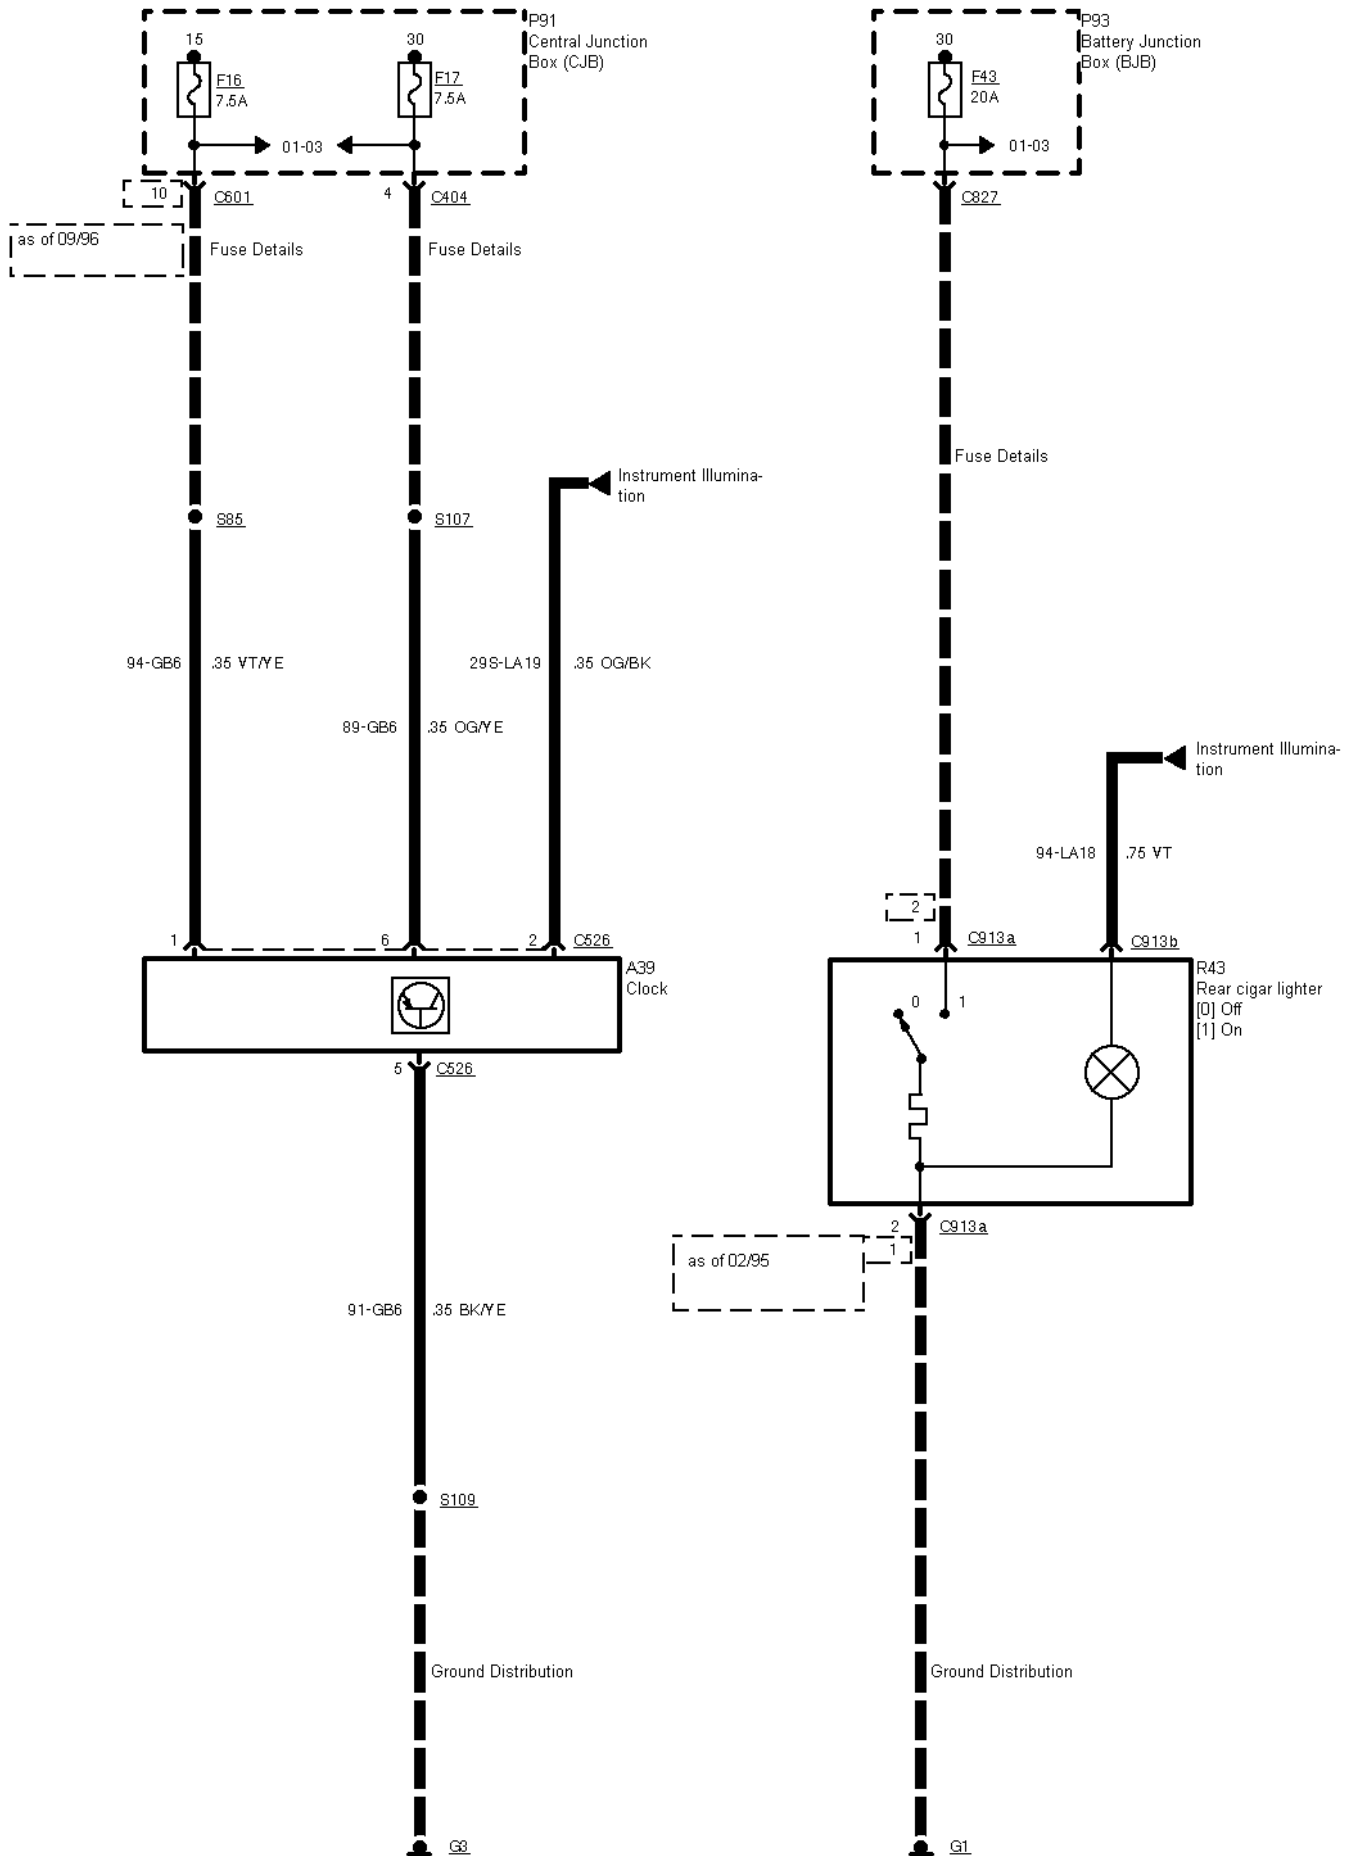 P91
Central Junction
Box (CJB)
15
30
F16
7.5A
F17
7.5A
01-03
P93
Battery Junction
Box (BJB)
30
F43
20A
01-03
10
C601
4
C404
C827
as of 09/96
Fuse Details
Fuse Details
Fuse Details
Instrument Illumina-
tion
S85
S107
94-GB6
.35 VT/YE
29S-LA19
.35 OG/BK
89-GB6
.35 OG/YE
Instrument Illumina-
tion
94-LA18
.75 VT
2
1
6
2
C526
1
C913a
C913b
A39
Clock
R43
Rear cigar lighter
[0] Off
[1] On
0
1
5
C526
2
C913a
1
as of 02/95
91-GB6
.35 BK/YE
S109
Ground Distribution
Ground Distribution
G3
G1